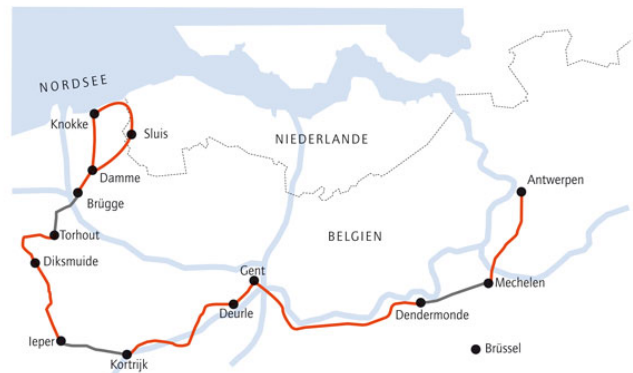 NORDSEE
Knokke
Sluis
NIEDERLANDE
Damme
Antwerpen
Brügge
Torhout
BELGIEN
Diksmuide
Gent
Mechelen
Deurle
Dendermonde
Ieper
Brüssel
Kortrijk